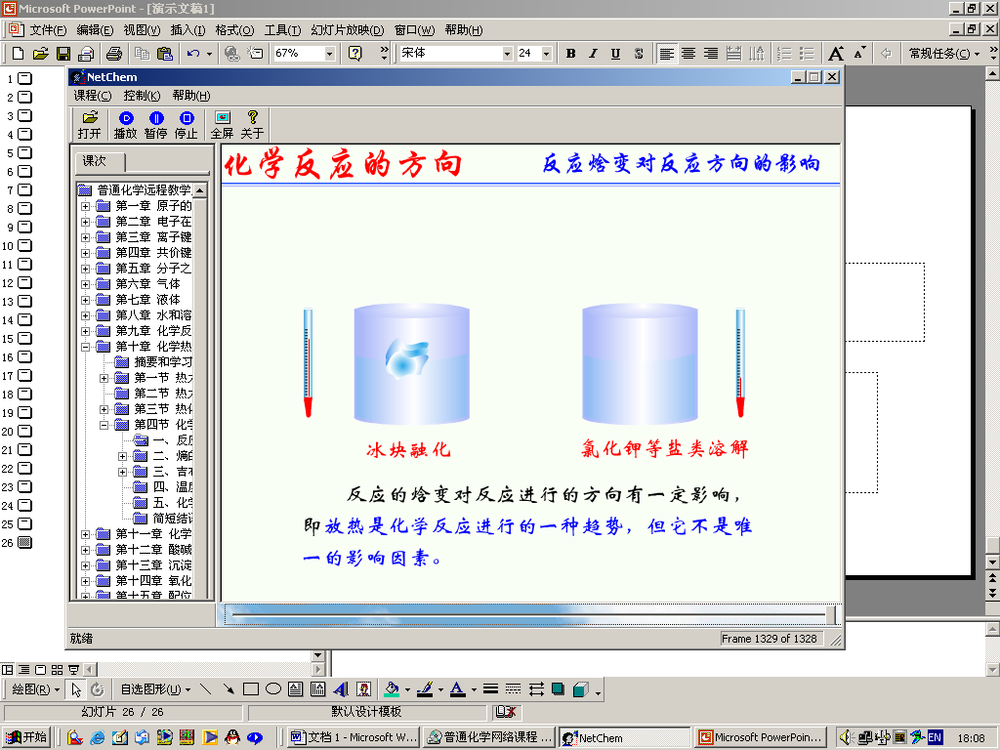 Microsoft PowerPoint - [演示文稿1]
文件(F) 编辑(E) 视图(V) 插入(I) 格式(O) 工具(T) 幻灯片放映(D) 窗口(W) 帮助(H)
67% 宋体 24 B I U S A A 常规任务(C)
NetChem
课程(C) 控制(K) 帮助(H)
打开 播放 暂停 停止 全屏 关于
课次
普通化学远程教学
第一章 原子的
第二章 电子在
第三章 离子键
第四章 共价键
第五章 分子之
第六章 气体
第七章 液体
第八章 水和溶
第九章 化学反
第十章 化学热
摘要和学习
第一节 热力
第二节 热力
第三节 热化
第四节 化学
一、反应
二、熵的
三、吉布
四、温度
五、化学
简短结语
第十一章 化学
第十二章 酸碱
第十三章 沉淀
第十四章 氧化
第十五章 配位
1
2
3
4
5
6
7
8
9
10
11
12
13
14
15
16
17
18
19
20
21
22
23
24
25
26
化学反应的方向
反应焓变对反应方向的影响
冰块融化
氯化钾等盐类溶解
反应的焓变对反应进行的方向有一定影响，
即放热是化学反应进行的一种趋势，但它不是唯
一的影响因素。
就绪
Frame 1329 of 1328
绘图(R) 自选图形(U)
幻灯片 26 / 26 默认设计模板
开始 文档 1 - Microsoft W... 普通化学网络课程 ... NetChem Microsoft PowerPoin... EN 18:08